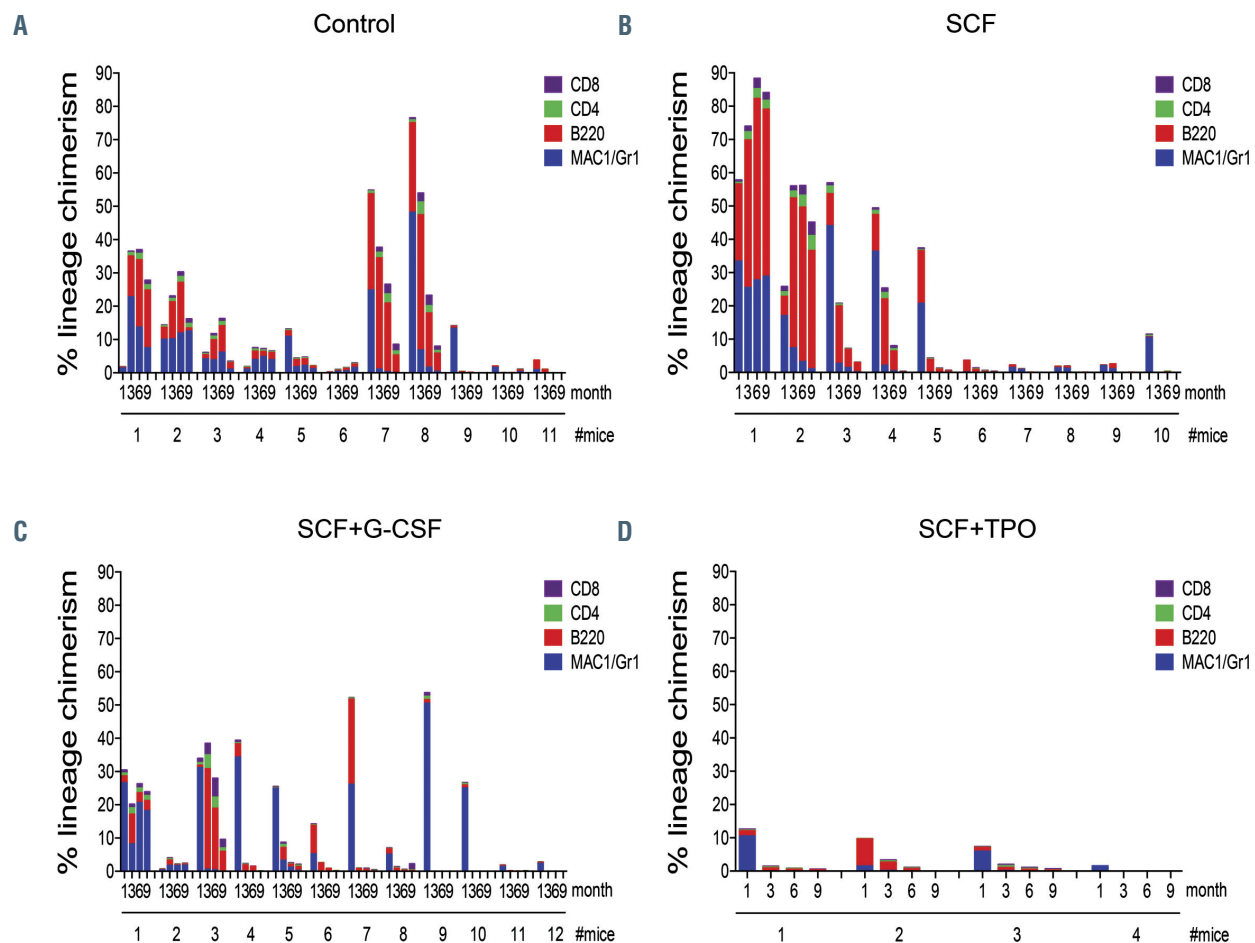 A
Control
% lineage chimerism
90
80
70
60
50
40
30
20
10
0
CD8
CD4
B220
MAC1/Gr1
1369 1369 1369 1369 1369 1369 1369 1369 1369 1369 1369 month
1 2 3 4 5 6 7 8 9 10 11 #mice
B
SCF
% lineage chimerism
90
80
70
60
50
40
30
20
10
0
CD8
CD4
B220
MAC1/Gr1
1369 1369 1369 1369 1369 1369 1369 1369 1369 1369 month
1 2 3 4 5 6 7 8 9 10 #mice
C
SCF+G-CSF
% lineage chimerism
90
80
70
60
50
40
30
20
10
0
CD8
CD4
B220
MAC1/Gr1
1369 1369 1369 1369 1369 1369 1369 1369 1369 1369 1369 1369 month
1 2 3 4 5 6 7 8 9 10 11 12 #mice
D
SCF+TPO
% lineage chimerism
90
80
70
60
50
40
30
20
10
0
CD8
CD4
B220
MAC1/Gr1
1 3 6 9 1 3 6 9 1 3 6 9 1 3 6 9 month
1 2 3 4 #mice